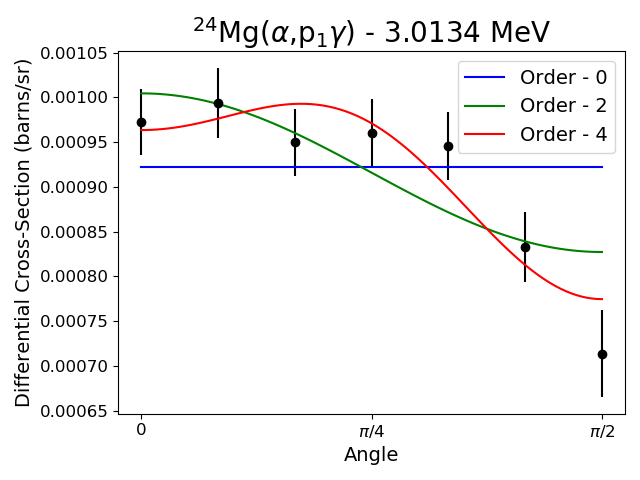 ²⁴Mg(α,p₁γ) - 3.0134 MeV
Differential Cross-Section (barns/sr)
0.00105
0.00100
0.00095
0.00090
0.00085
0.00080
0.00075
0.00070
0.00065
Order - 0
Order - 2
Order - 4
0
π/4
π/2
Angle